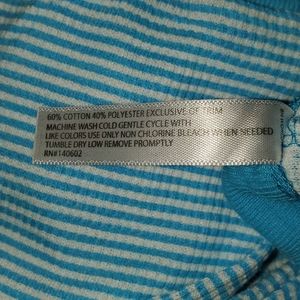 60% COTTON 40% POLYESTER EXCLUSIVE OF TRIM
MACHINE WASH COLD GENTLE CYCLE WITH
LIKE COLORS USE ONLY NON CHLORINE BLEACH WHEN NEEDED
TUMBLE DRY LOW REMOVE PROMPTLY
RN#140602